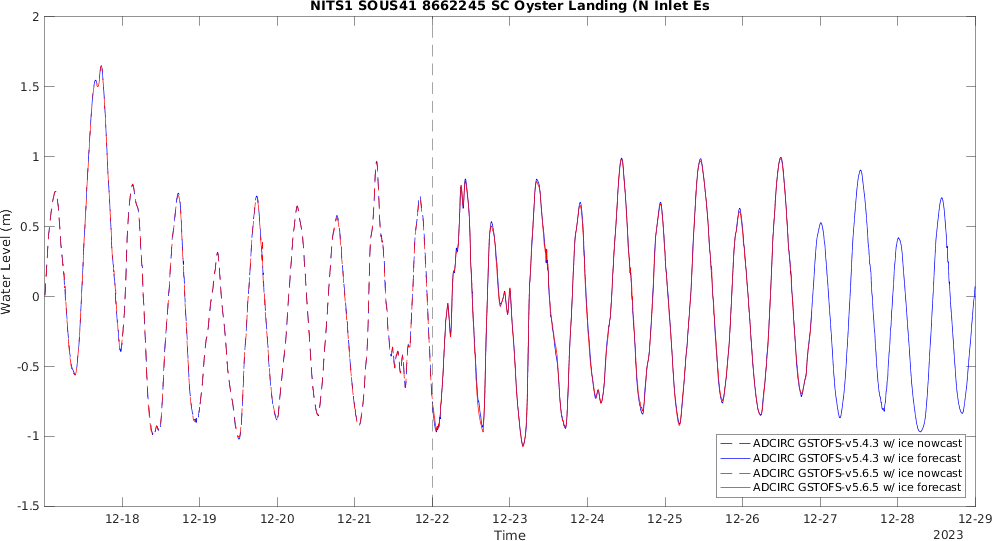 NITS1 SOUS41 8662245 SC Oyster Landing (N Inlet Es
2
1.5
1
0.5
0
-0.5
-1
-1.5
Water Level (m)
12-18 12-19 12-20 12-21 12-22 12-23 12-24 12-25 12-26 12-27 12-28 12-29
Time
2023
ADCIRC GSTOFS-v5.4.3 w/ ice nowcast
ADCIRC GSTOFS-v5.4.3 w/ ice forecast
ADCIRC GSTOFS-v5.6.5 w/ ice nowcast
ADCIRC GSTOFS-v5.6.5 w/ ice forecast